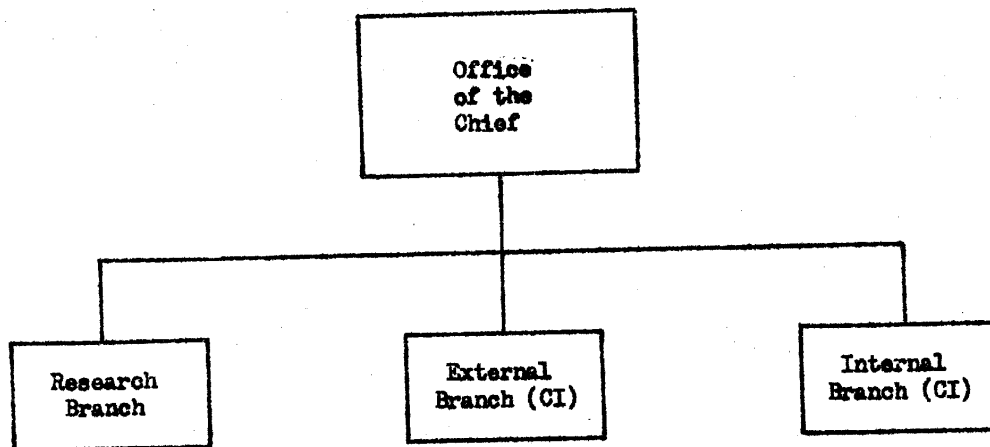 Office
of the
Chief
Research
Branch
External
Branch (CI)
Internal
Branch (CI)